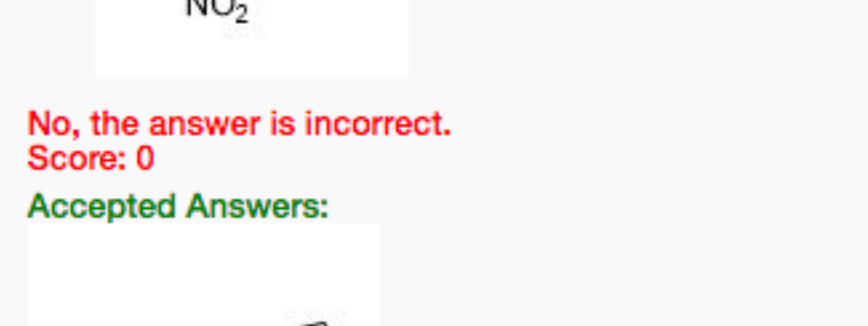 NO₂
No, the answer is incorrect.
Score: 0
Accepted Answers: